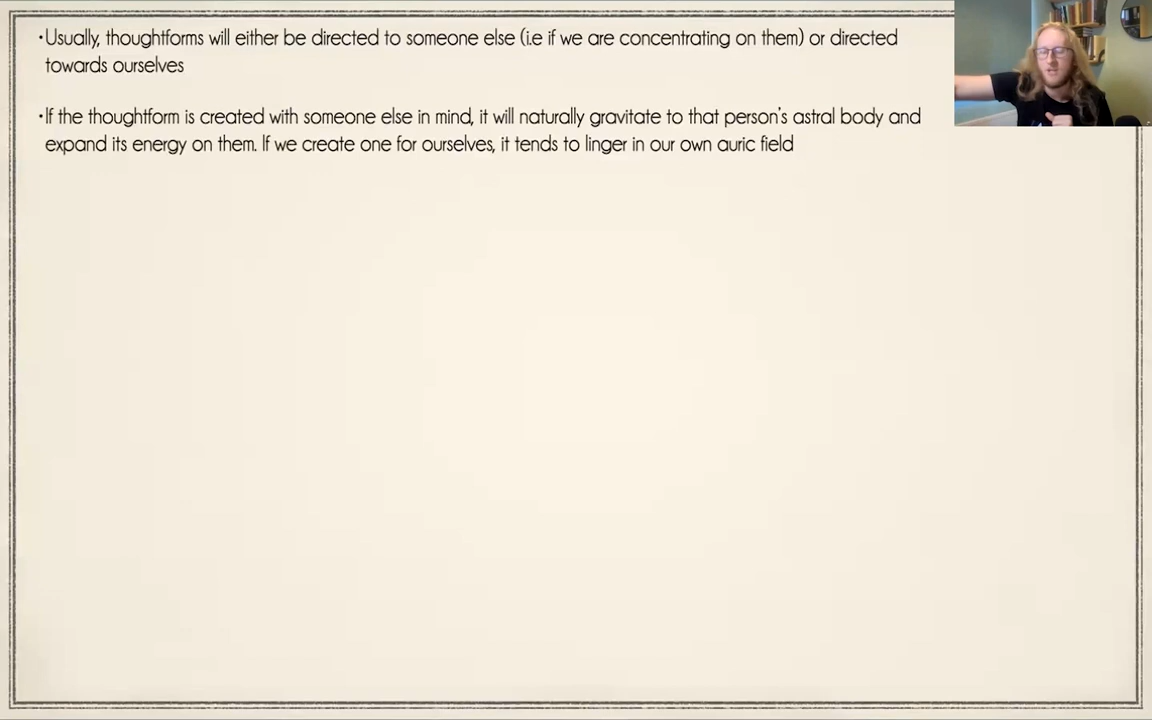 •Usually, thoughtforms will either be directed to someone else (i.e if we are concentrating on them) or directed
towards ourselves
•If the thoughtform is created with someone else in mind, it will naturally gravitate to that person's astral body and
expand its energy on them. If we create one for ourselves, it tends to linger in our own auric field